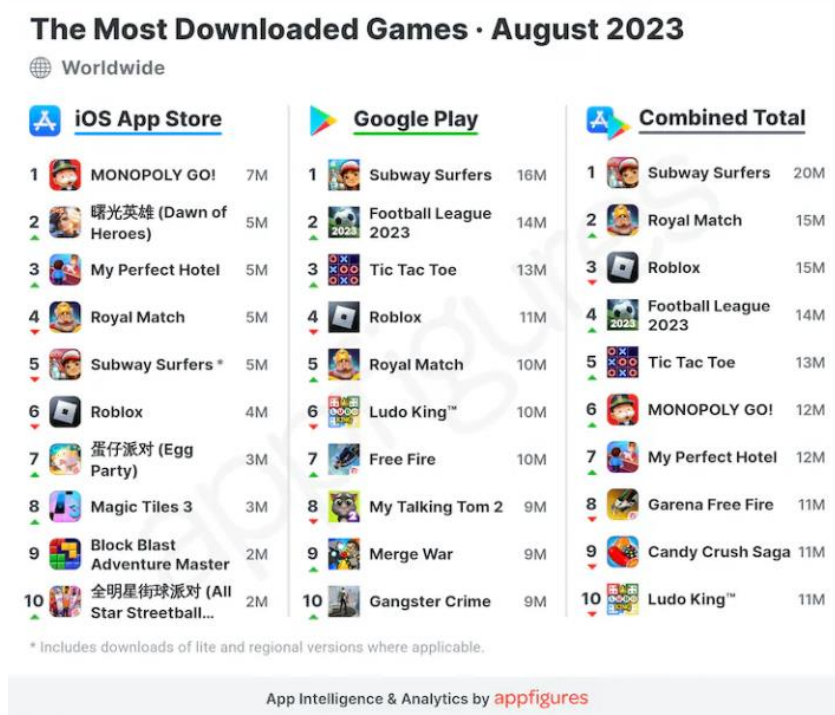 The Most Downloaded Games · August 2023
Worldwide
iOS App Store
1 MONOPOLY GO! 7M
2 曙光英雄 (Dawn of
Heroes) 5M
3 My Perfect Hotel 5M
4 Royal Match 5M
5 Subway Surfers * 5M
6 Roblox 4M
7 蛋仔派对 (Egg
Party) 3M
8 Magic Tiles 3 3M
9 Block Blast
Adventure Master 2M
10 全明星街球派对 (All
Star Streetball... 2M
Google Play
1 Subway Surfers 16M
2 Football League
2023 14M
3 Tic Tac Toe 13M
4 Roblox 11M
5 Royal Match 10M
6 Ludo King™ 10M
7 Free Fire 10M
8 My Talking Tom 2 9M
9 Merge War 9M
10 Gangster Crime 9M
Combined Total
1 Subway Surfers 20M
2 Royal Match 15M
3 Roblox 15M
4 Football League
2023 14M
5 Tic Tac Toe 13M
6 MONOPOLY GO! 12M
7 My Perfect Hotel 12M
8 Garena Free Fire 11M
9 Candy Crush Saga 11M
10 Ludo King™ 11M
* Includes downloads of lite and regional versions where applicable.
App Intelligence & Analytics by appfigures
appfigures